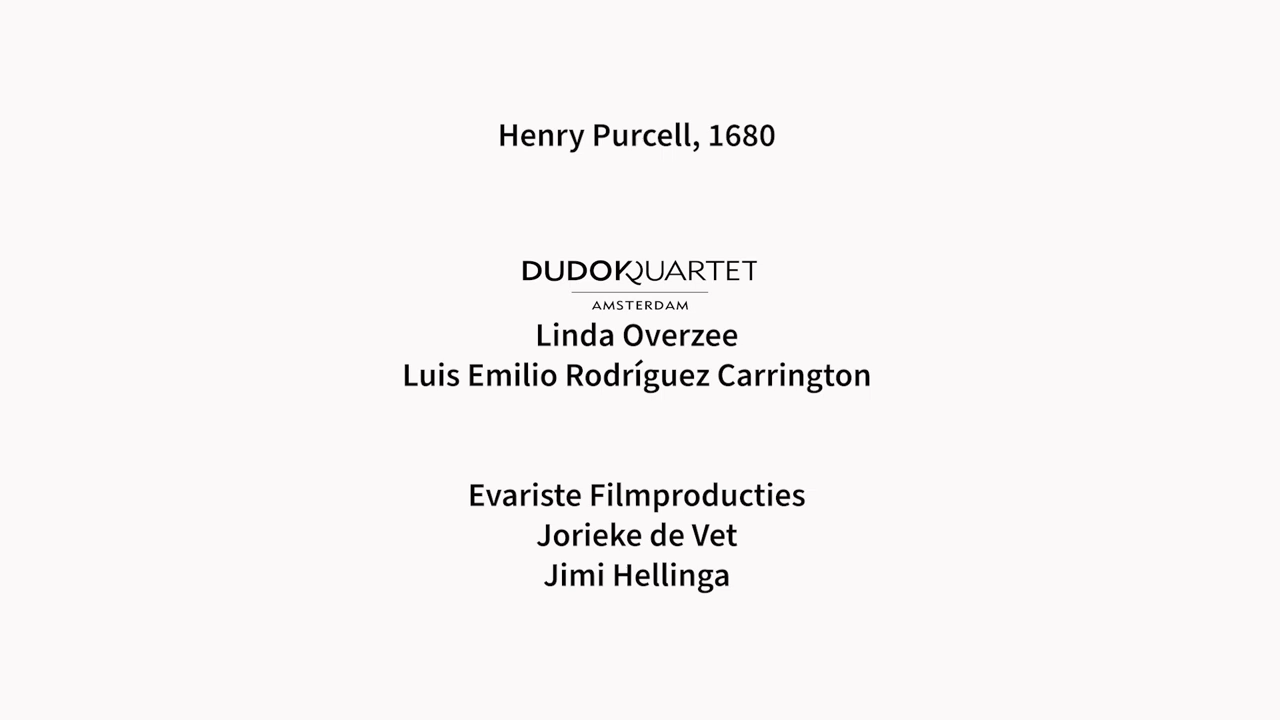 Henry Purcell, 1680
DUDOKQUARTET
AMSTERDAM
Linda Overzee
Luis Emilio Rodríguez Carrington
Evariste Filmproducties
Jorieke de Vet
Jimi Hellinga